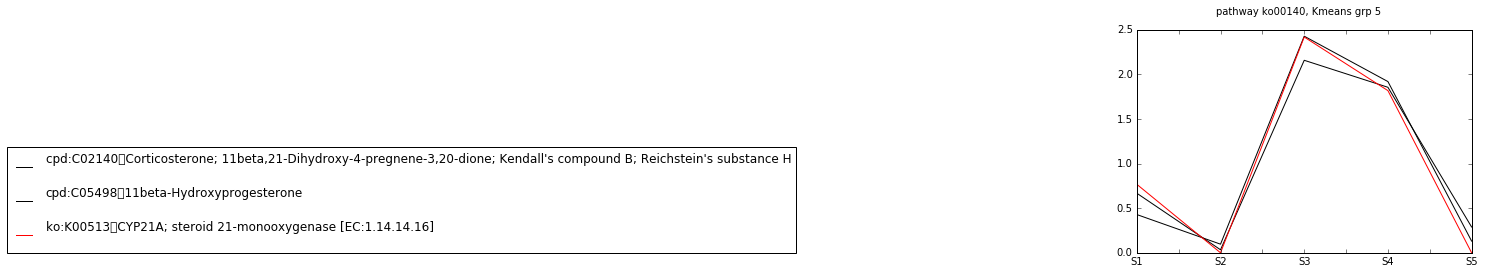 pathway ko00140, Kmeans grp 5
cpd:C02140▯Corticosterone; 11beta,21-Dihydroxy-4-pregnene-3,20-dione; Kendall's compound B; Reichstein's substance H
cpd:C05498▯11beta-Hydroxyprogesterone
ko:K00513▯CYP21A; steroid 21-monooxygenase [EC:1.14.14.16]
2.5
2.0
1.5
1.0
0.5
0.0
S1 S2 S3 S4 S5